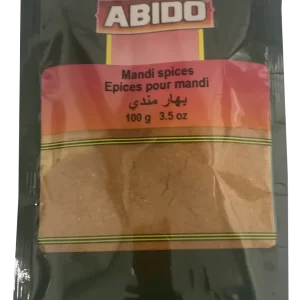 ABIDO
Mandi spices
Epices pour mandi
بهار مندي
100 g 3.5 oz